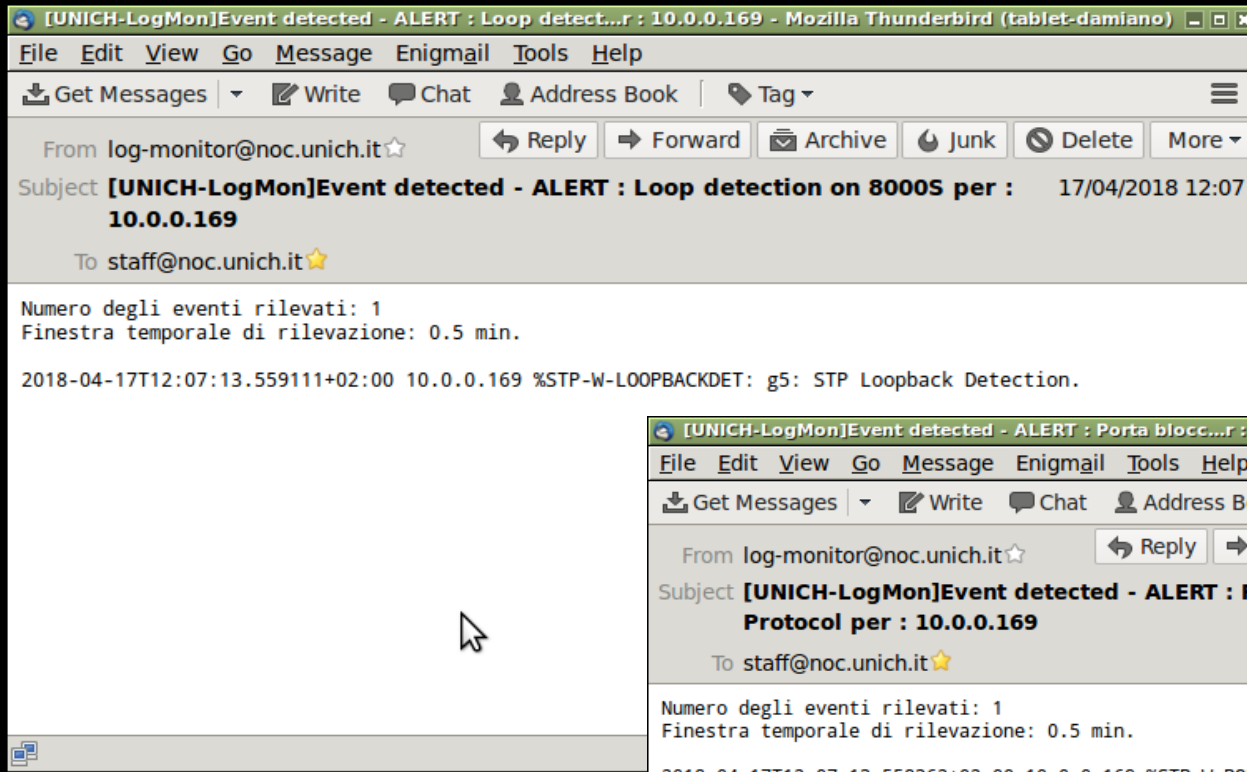 [UNICH-LogMon]Event detected - ALERT : Loop detect...r : 10.0.0.169 - Mozilla Thunderbird (tablet-damiano)
File Edit View Go Message Enigmail Tools Help
Get Messages Write Chat Address Book Tag
From log-monitor@noc.unich.it Reply Forward Archive Junk Delete More
Subject [UNICH-LogMon]Event detected - ALERT : Loop detection on 8000S per : 17/04/2018 12:07
10.0.0.169
To staff@noc.unich.it
Numero degli eventi rilevati: 1
Finestra temporale di rilevazione: 0.5 min.
2018-04-17T12:07:13.559111+02:00 10.0.0.169 %STP-W-LOOPBACKDET: g5: STP Loopback Detection.
[UNICH-LogMon]Event detected - ALERT : Porta blocc...r :
File Edit View Go Message Enigmail Tools Help
Get Messages Write Chat Address
From log-monitor@noc.unich.it Reply
Subject [UNICH-LogMon]Event detected - ALERT :
Protocol per : 10.0.0.169
To staff@noc.unich.it
Numero degli eventi rilevati: 1
Finestra temporale di rilevazione: 0.5 min.